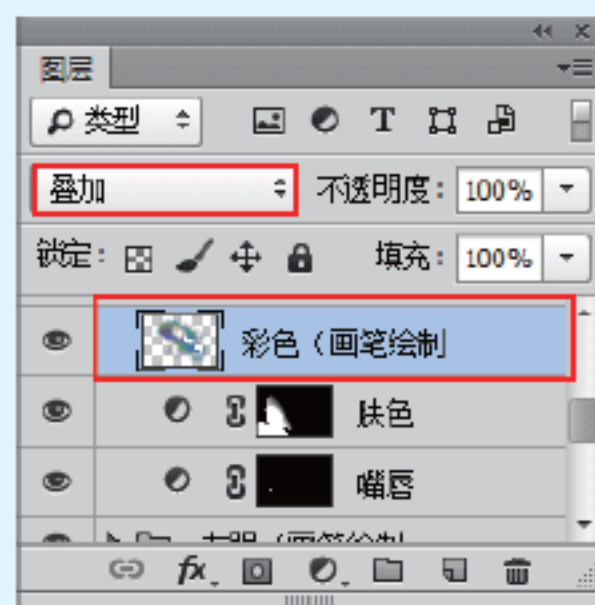 图层
类型
叠加 不透明度： 100%
锁定： 填充： 100%
彩色（画笔绘制
肤色
嘴唇
fx